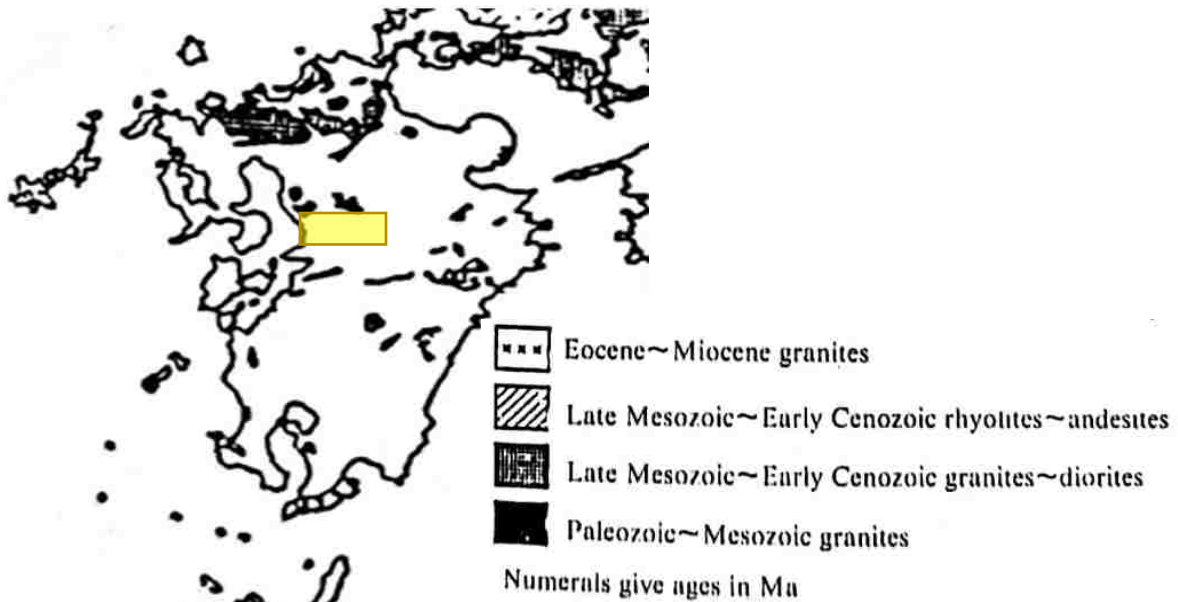 Eocene~Miocene granites
Late Mesozoic~Early Cenozoic rhyolites~andesites
Late Mesozoic~Early Cenozoic granites~diorites
Paleozoic~Mesozoic granites
Numerals give ages in Ma